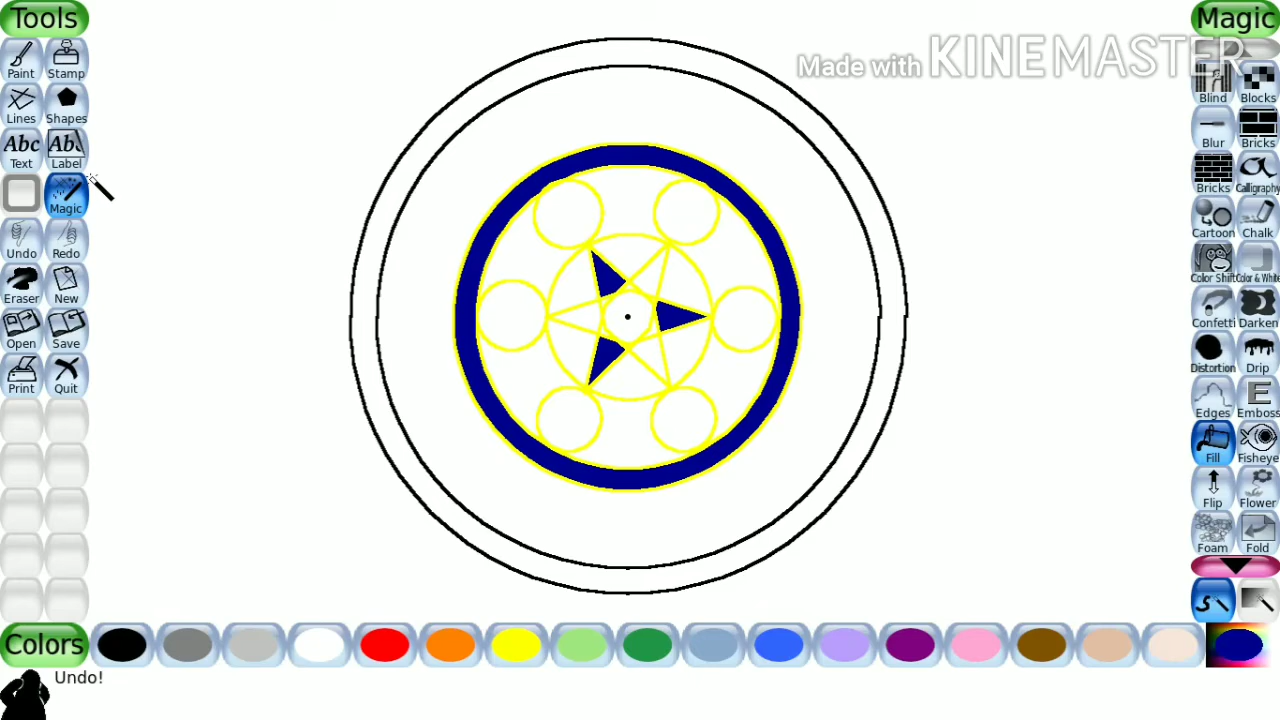 Tools
Magic
Made with KINEMASTER
Paint
Stamp
Blind
Blocks
Lines
Shapes
Blur
Bricks
Abc
Abc
Text
Label
Bricks
Calligraphy
Magic
Cartoon
Chalk
Undo
Redo
Color Shift
Color & White
Eraser
New
Confetti
Darken
Open
Save
Distortion
Drip
Print
Quit
Edges
E
Emboss
Fill
Fisheye
Flip
Flower
Foam
Fold
Colors
Undo!